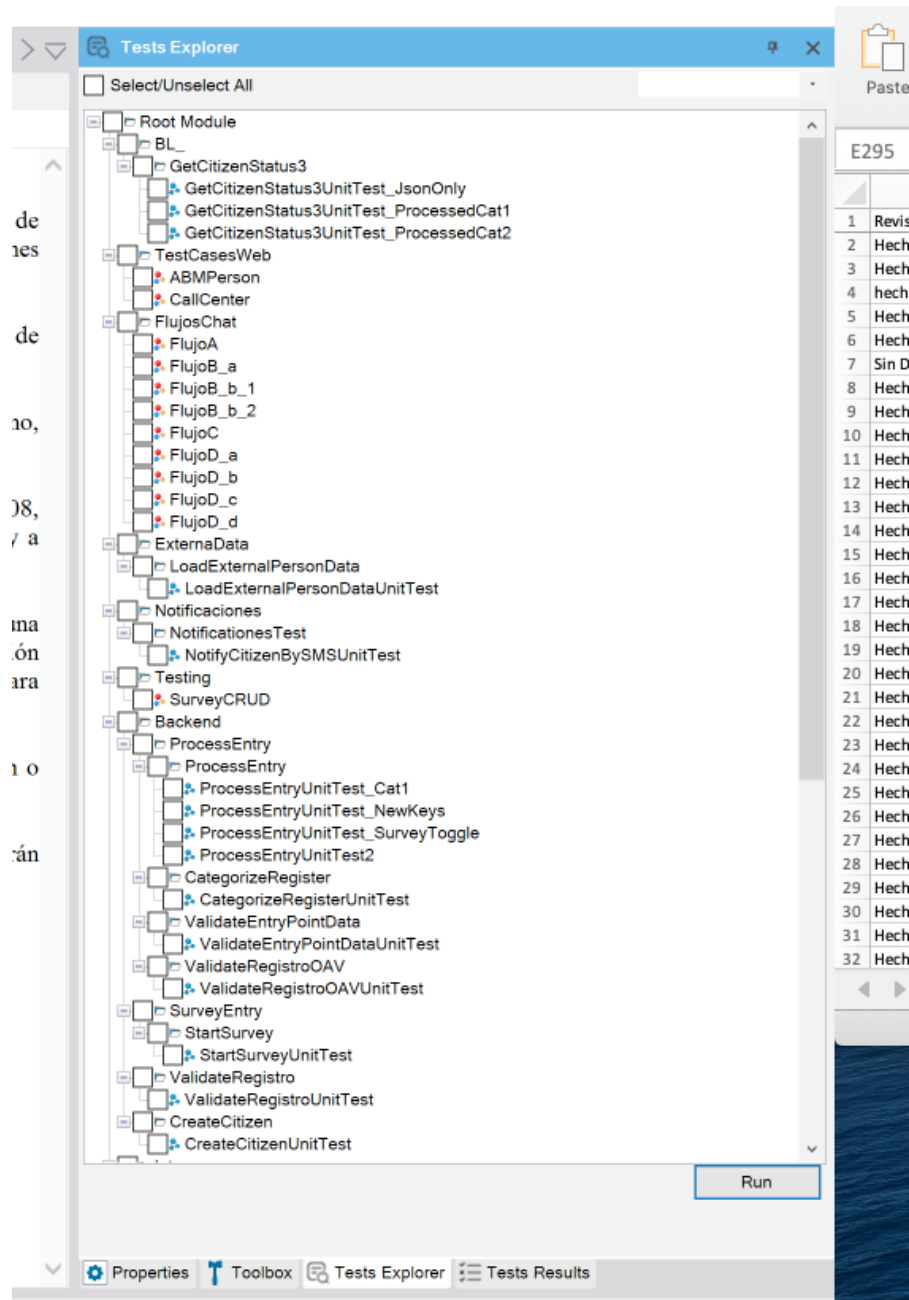 Tests Explorer
Select/Unselect All
Root Module
BL_
GetCitizenStatus3
GetCitizenStatus3UnitTest_JsonOnly
GetCitizenStatus3UnitTest_ProcessedCat1
GetCitizenStatus3UnitTest_ProcessedCat2
TestCasesWeb
ABMPerson
CallCenter
FlujosChat
FlujoA
FlujoB_a
FlujoB_b_1
FlujoB_b_2
FlujoC
FlujoD_a
FlujoD_b
FlujoD_c
FlujoD_d
ExternaData
LoadExternalPersonData
LoadExternalPersonDataUnitTest
Notificaciones
NotificationesTest
NotifyCitizenBySMSUnitTest
Testing
SurveyCRUD
Backend
ProcessEntry
ProcessEntry
ProcessEntryUnitTest_Cat1
ProcessEntryUnitTest_NewKeys
ProcessEntryUnitTest_SurveyToggle
ProcessEntryUnitTest2
CategorizeRegister
CategorizeRegisterUnitTest
ValidateEntryPointData
ValidateEntryPointDataUnitTest
ValidateRegistroOAV
ValidateRegistroOAVUnitTest
SurveyEntry
StartSurvey
StartSurveyUnitTest
ValidateRegistro
ValidateRegistroUnitTest
CreateCitizen
CreateCitizenUnitTest
Run
Properties Toolbox Tests Explorer Tests Results
de
nes
de
no,
08,
y a
una
ión
ara
n o
rán
Paste
E295
1 Revis
2 Hech
3 Hech
4 hech
5 Hech
6 Hech
7 Sin D
8 Hech
9 Hech
10 Hech
11 Hech
12 Hech
13 Hech
14 Hech
15 Hech
16 Hech
17 Hech
18 Hech
19 Hech
20 Hech
21 Hech
22 Hech
23 Hech
24 Hech
25 Hech
26 Hech
27 Hech
28 Hech
29 Hech
30 Hech
31 Hech
32 Hech